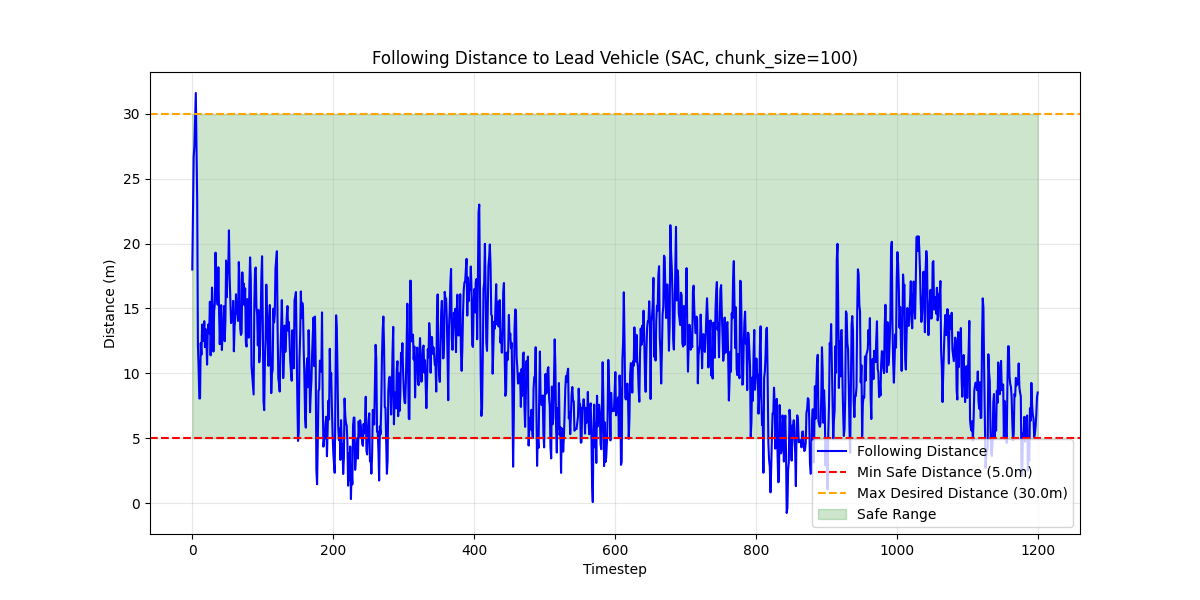 Following Distance to Lead Vehicle (SAC, chunk_size=100)
Distance (m)
30
25
20
15
10
5
0
Following Distance
Min Safe Distance (5.0m)
Max Desired Distance (30.0m)
Safe Range
0 200 400 600 800 1000 1200
Timestep